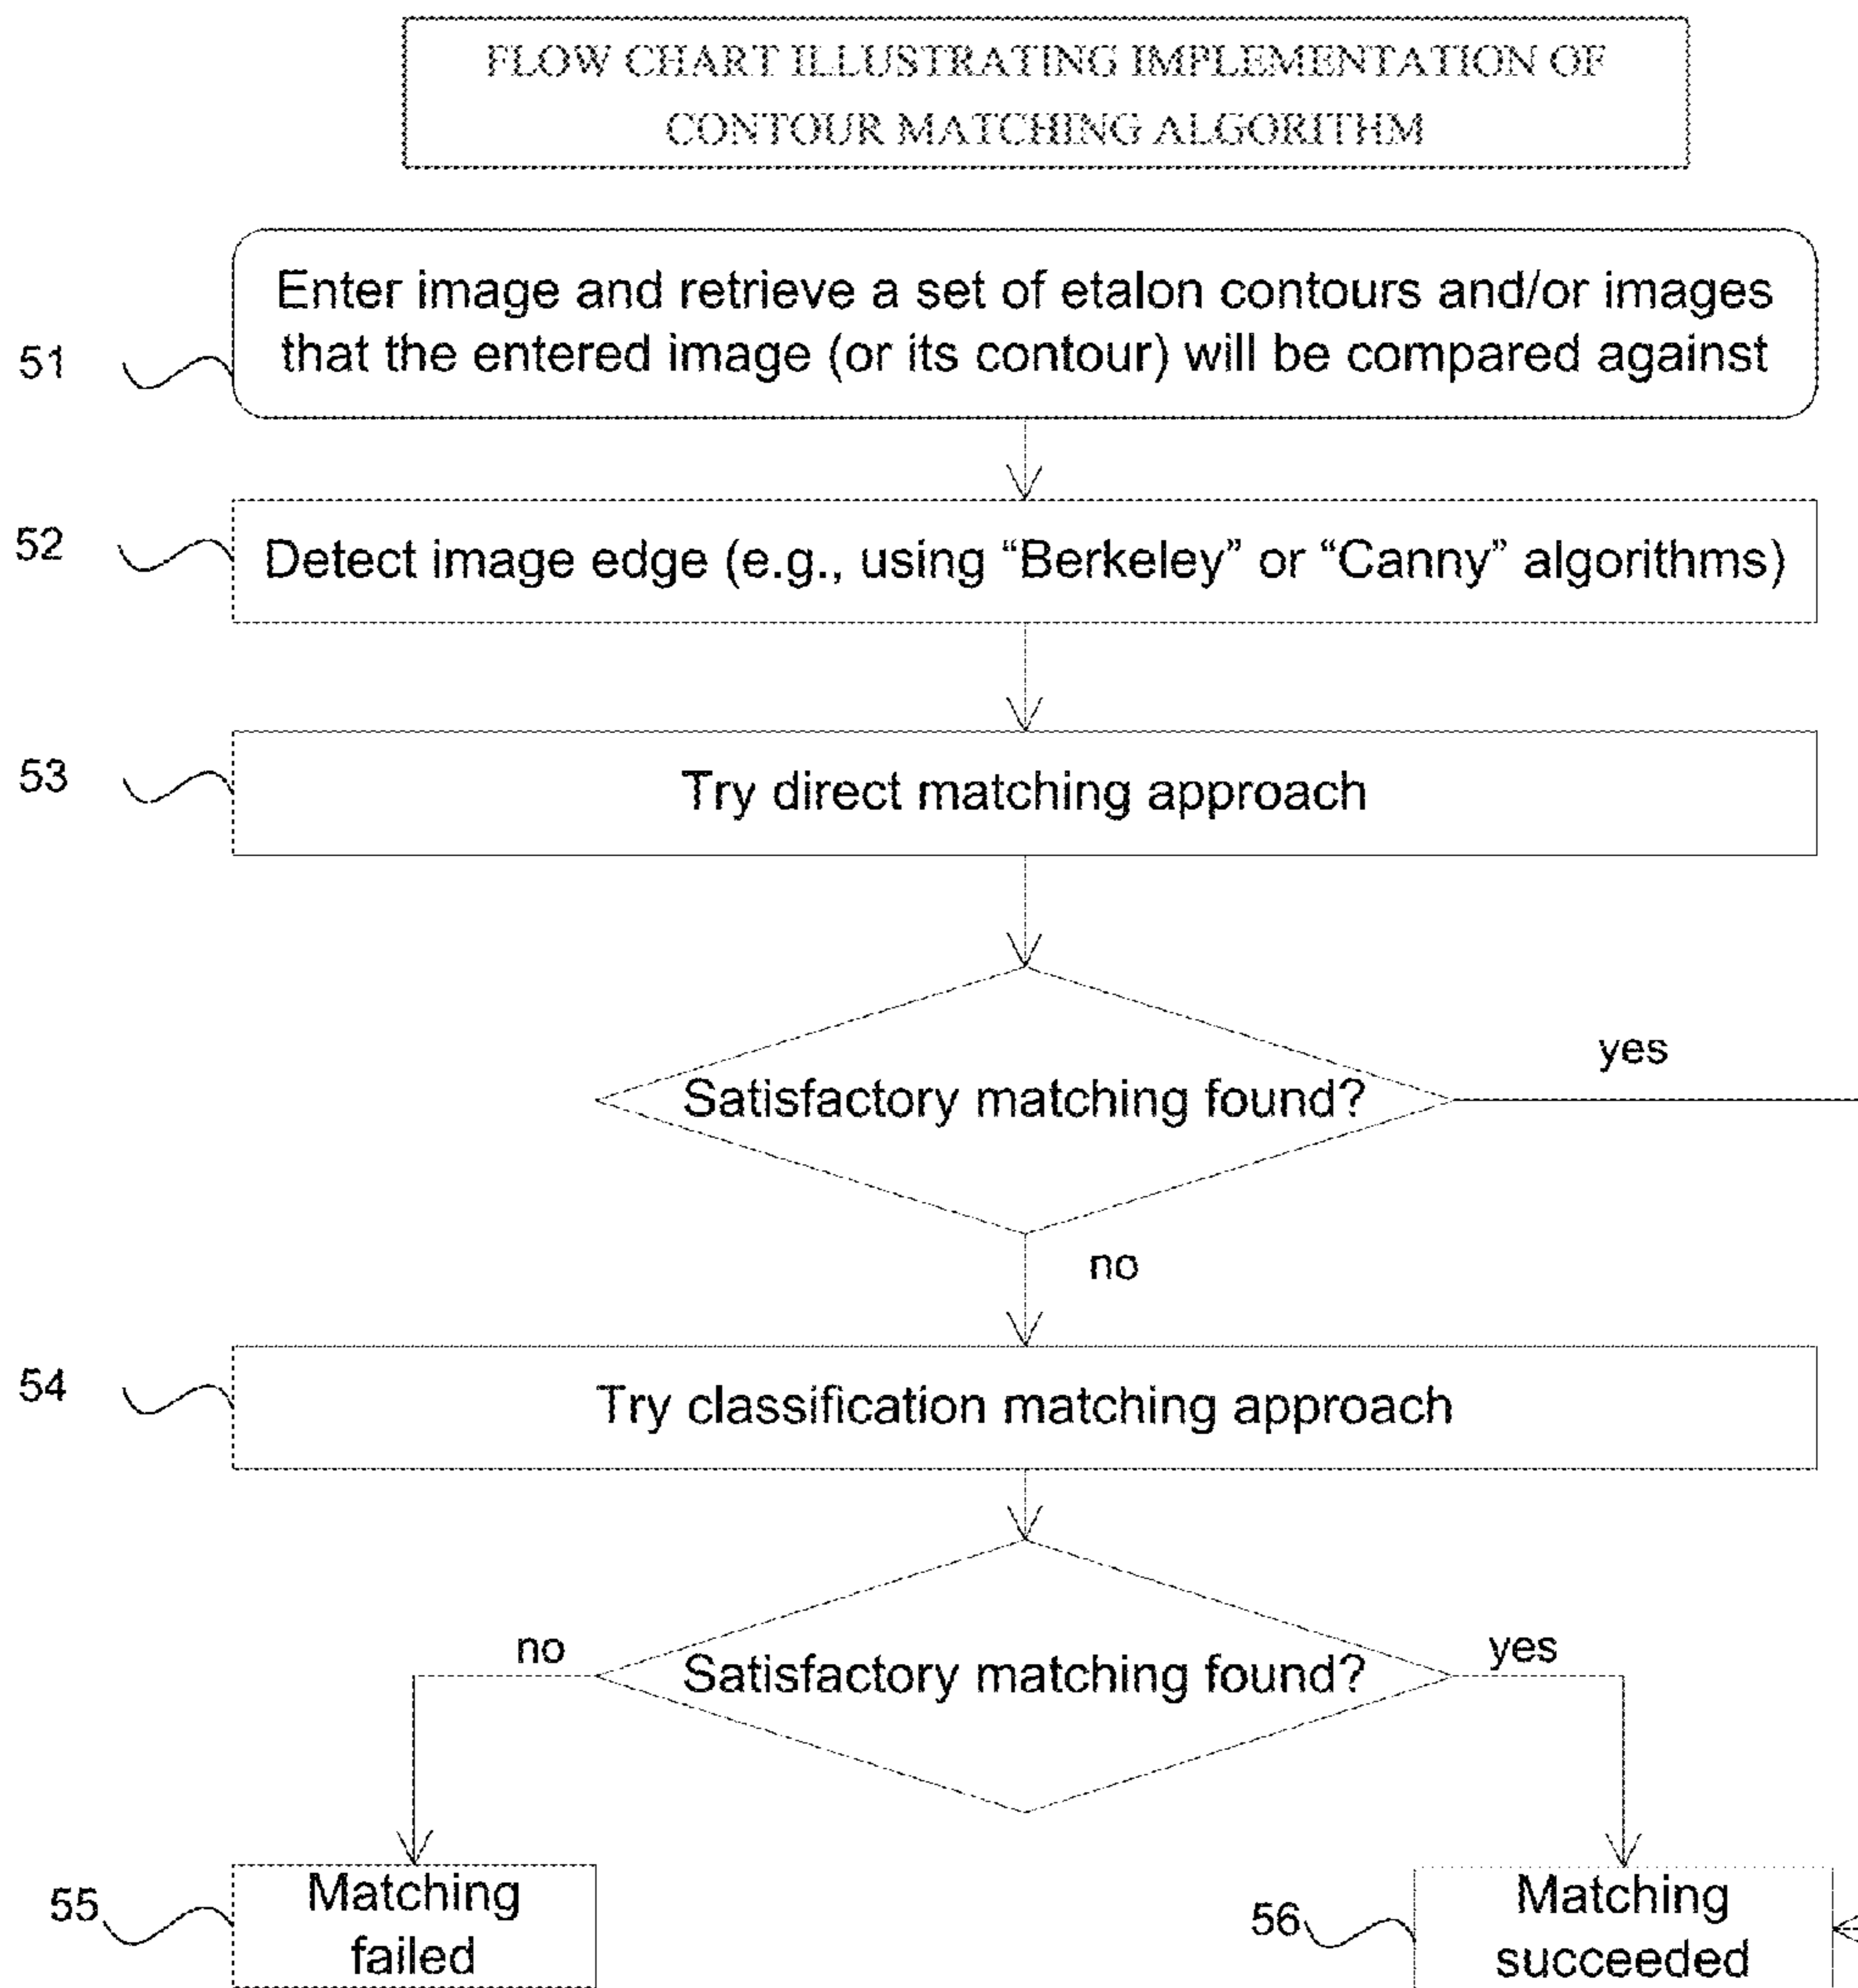 FLOW CHART ILLUSTRATING IMPLEMENTATION OF
CONTOUR MATCHING ALGORITHM
Enter image and retrieve a set of etalon contours and/or images
that the entered image (or its contour) will be compared against
51
52
Detect image edge (e.g., using “Berkeley” or “Canny” algorithms)
53
Try direct matching approach
yes
Satisfactory matching found?
no
54
Try classification matching approach
no
yes
Satisfactory matching found?
55
Matching
failed
56
Matching
succeeded